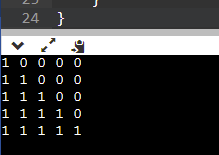 }
24 }
1 0 0 0 0
1 1 0 0 0
1 1 1 0 0
1 1 1 1 0
1 1 1 1 1